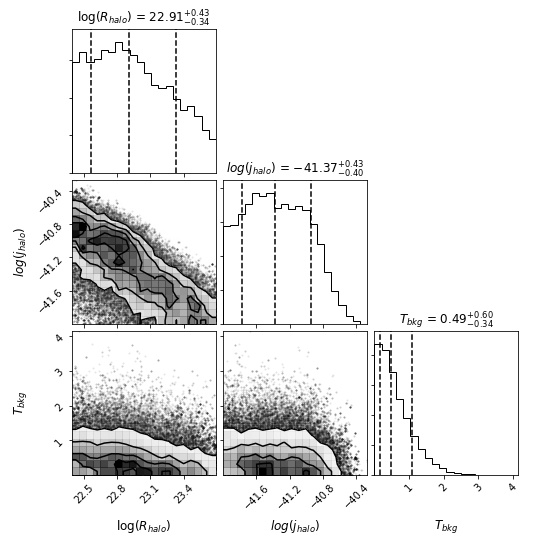 log(R_halo) = 22.91^{+0.43}_{−0.34}
log(j_halo) = −41.37^{+0.43}_{−0.40}
log(j_halo)
−40.4
−40.8
−41.2
−41.6
T_bkg = 0.49^{+0.60}_{−0.34}
T_bkg
4
3
2
1
22.5 22.8 23.1 23.4
−41.6 −41.2 −40.8 −40.4
1 2 3 4
log(R_halo) log(j_halo) T_bkg